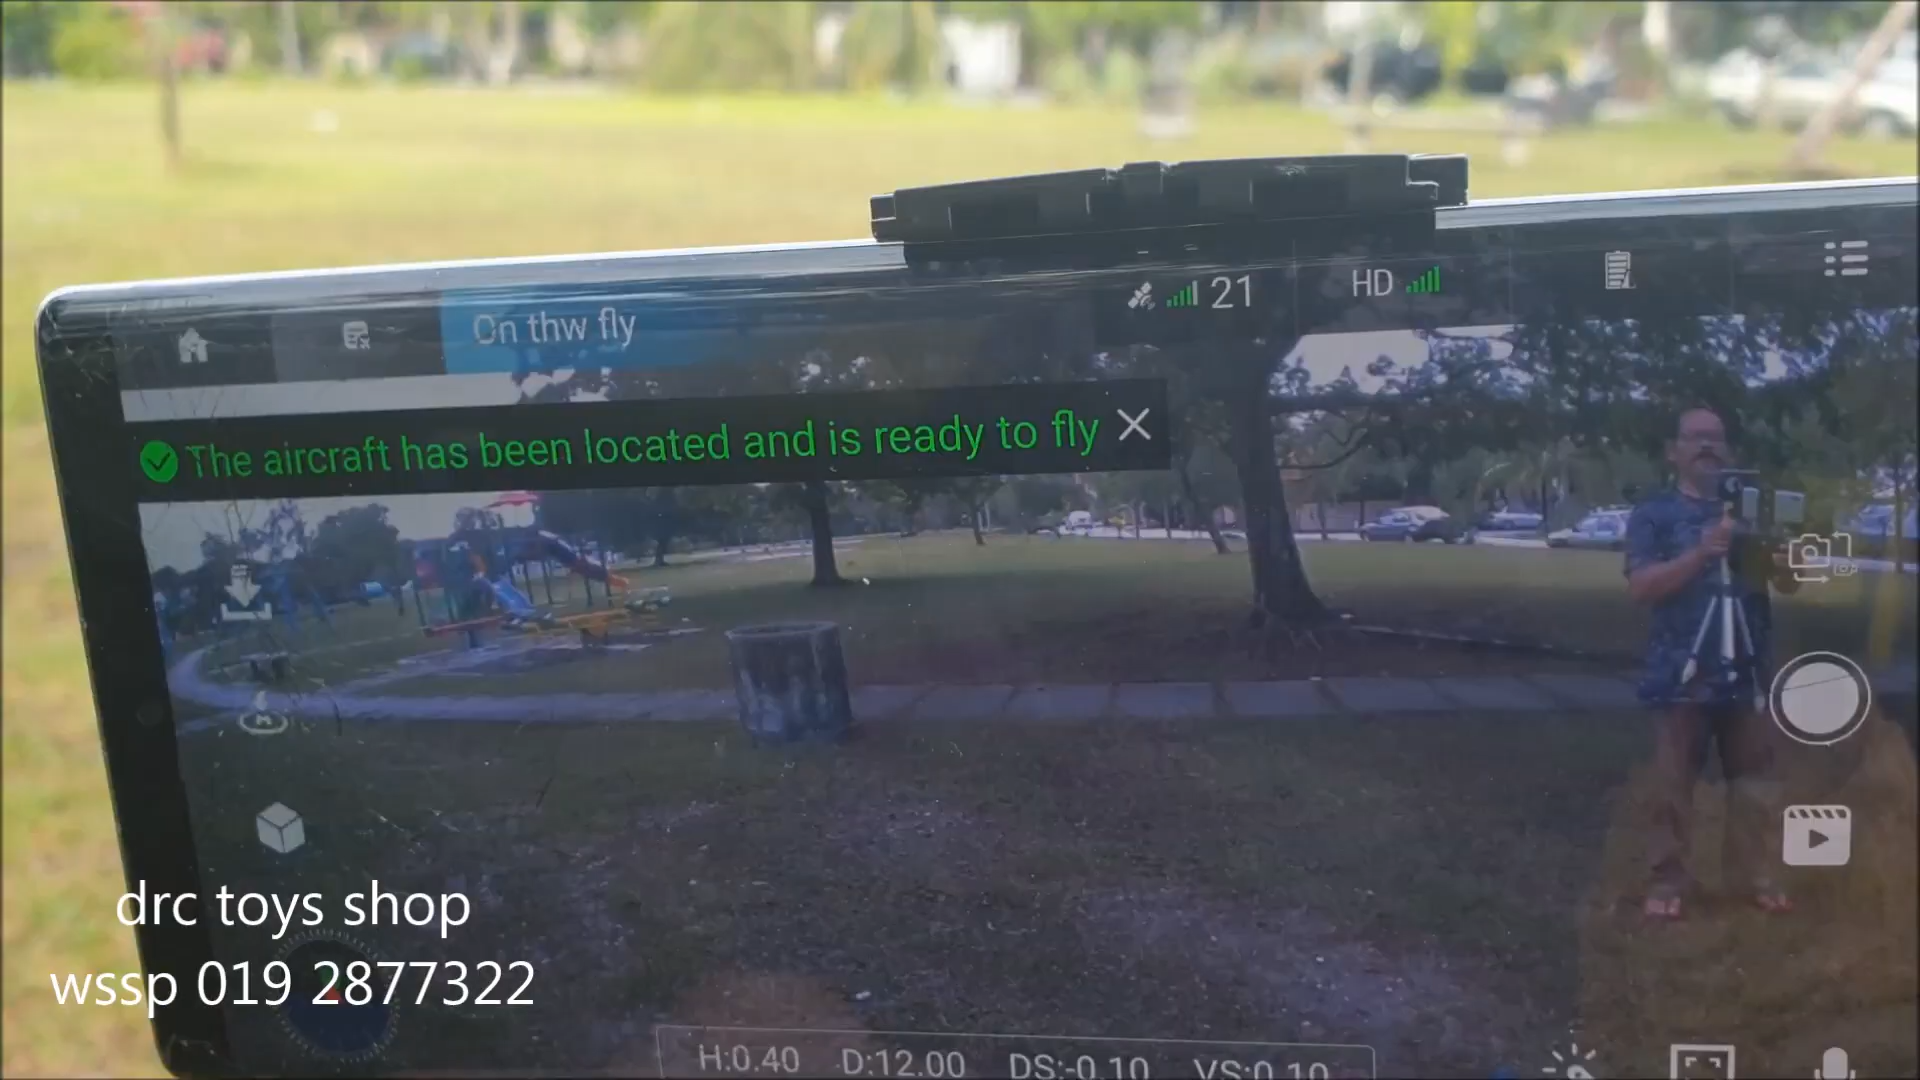 On thw fly
21
HD
The aircraft has been located and is ready to fly
drc toys shop
wssp 019 2877322
H:0.40 D:12.00 DS:-0.10 VS:0.10